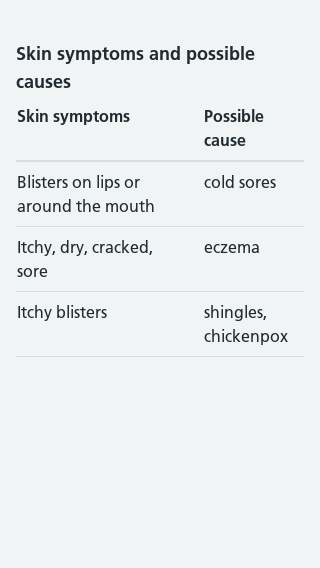 Skin symptoms and possible
causes
Skin symptoms Possible
cause
Blisters on lips or cold sores
around the mouth
Itchy, dry, cracked, eczema
sore
Itchy blisters shingles,
chickenpox